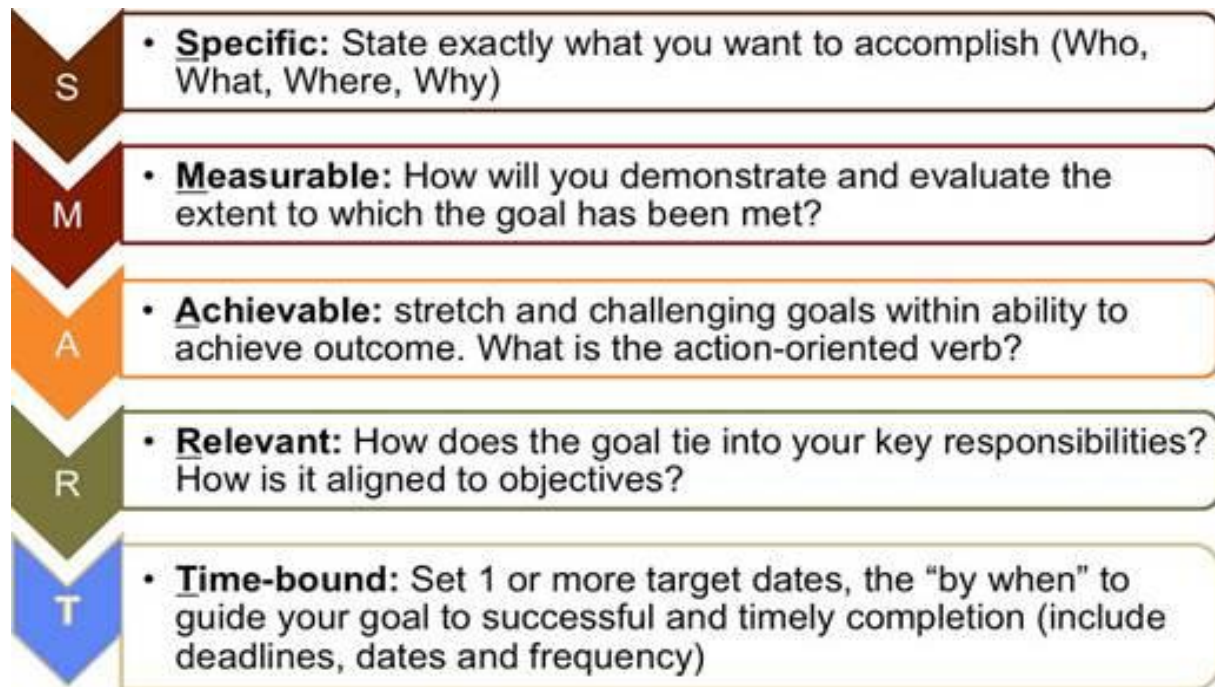 S
• Specific: State exactly what you want to accomplish (Who,
What, Where, Why)
M
• Measurable: How will you demonstrate and evaluate the
extent to which the goal has been met?
A
• Achievable: stretch and challenging goals within ability to
achieve outcome. What is the action-oriented verb?
R
• Relevant: How does the goal tie into your key responsibilities?
How is it aligned to objectives?
T
• Time-bound: Set 1 or more target dates, the “by when” to
guide your goal to successful and timely completion (include
deadlines, dates and frequency)